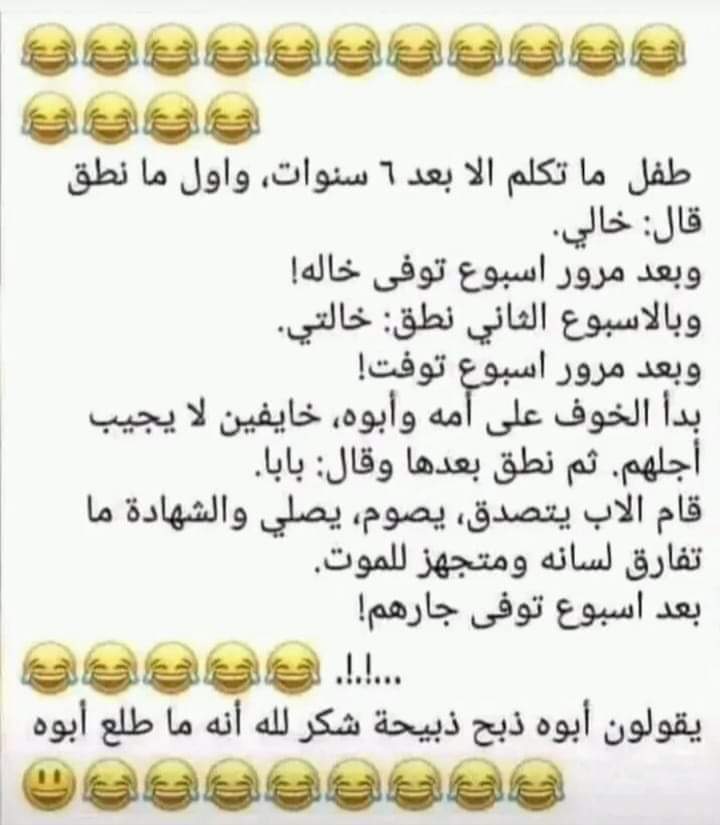 😂😂😂😂😂😂😂😂😂😂😂
😂😂😂😂
طفل ما تكلم الا بعد ٦ سنوات، واول ما نطق
قال: خالي.
وبعد مرور اسبوع توفى خاله!
وبالاسبوع الثاني نطق: خالتي.
وبعد مرور اسبوع توفت!
بدأ الخوف على أمه وأبوه، خايفين لا يجيب
أجلهم. ثم نطق بعدها وقال: بابا.
قام الاب يتصدق، يصوم، يصلي والشهادة ما
تفارق لسانه ومتجهز للموت.
بعد اسبوع توفى جارهم!
...!.!. 😂😂😂😂😂
يقولون أبوه ذبح ذبيحة شكر لله أنه ما طلع أبوه
😂😂😂😂😂😂😂😂😃